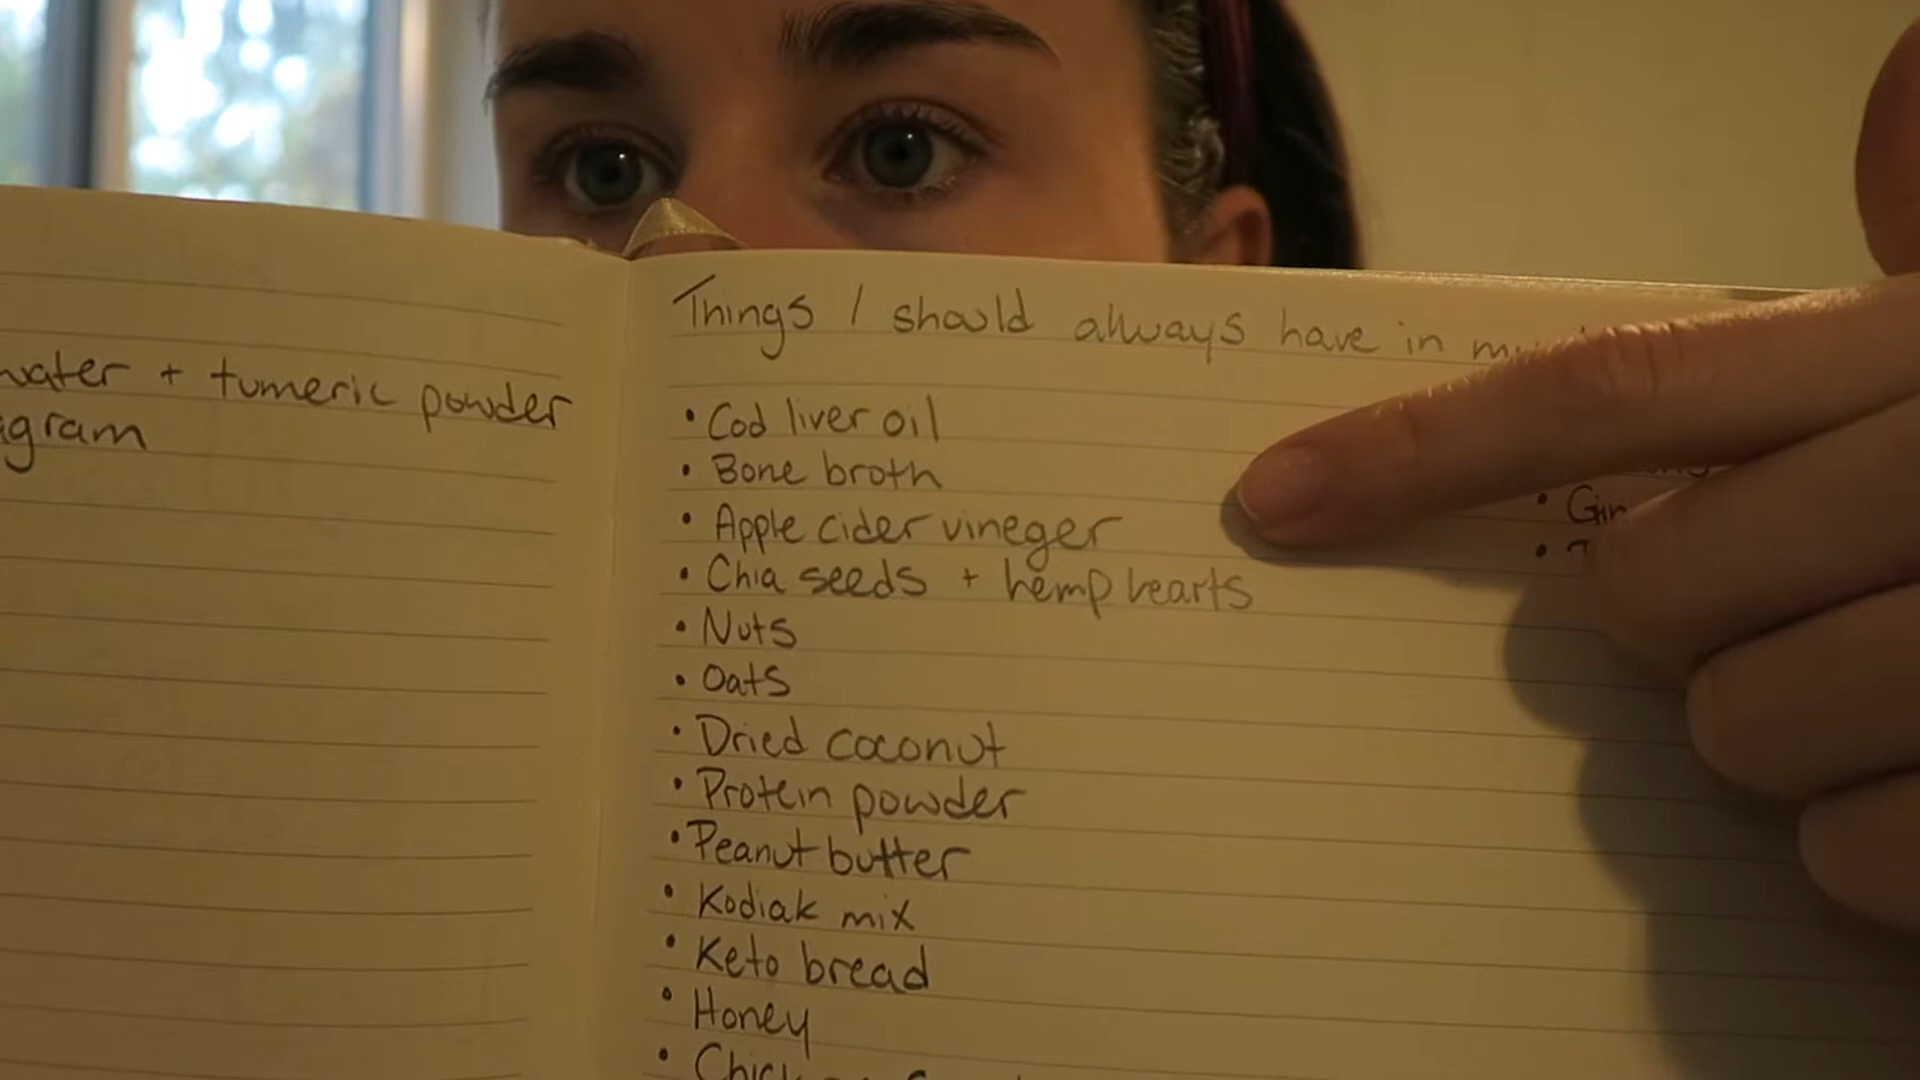 water + tumeric powder
gram
Things I should always have in my
• Cod liver oil
• Bone broth
• Apple cider vineger
• Chia seeds + hemp hearts
• Nuts
• Oats
• Dried coconut
• Protein powder
• Peanut butter
• Kodiak mix
• Keto bread
• Honey